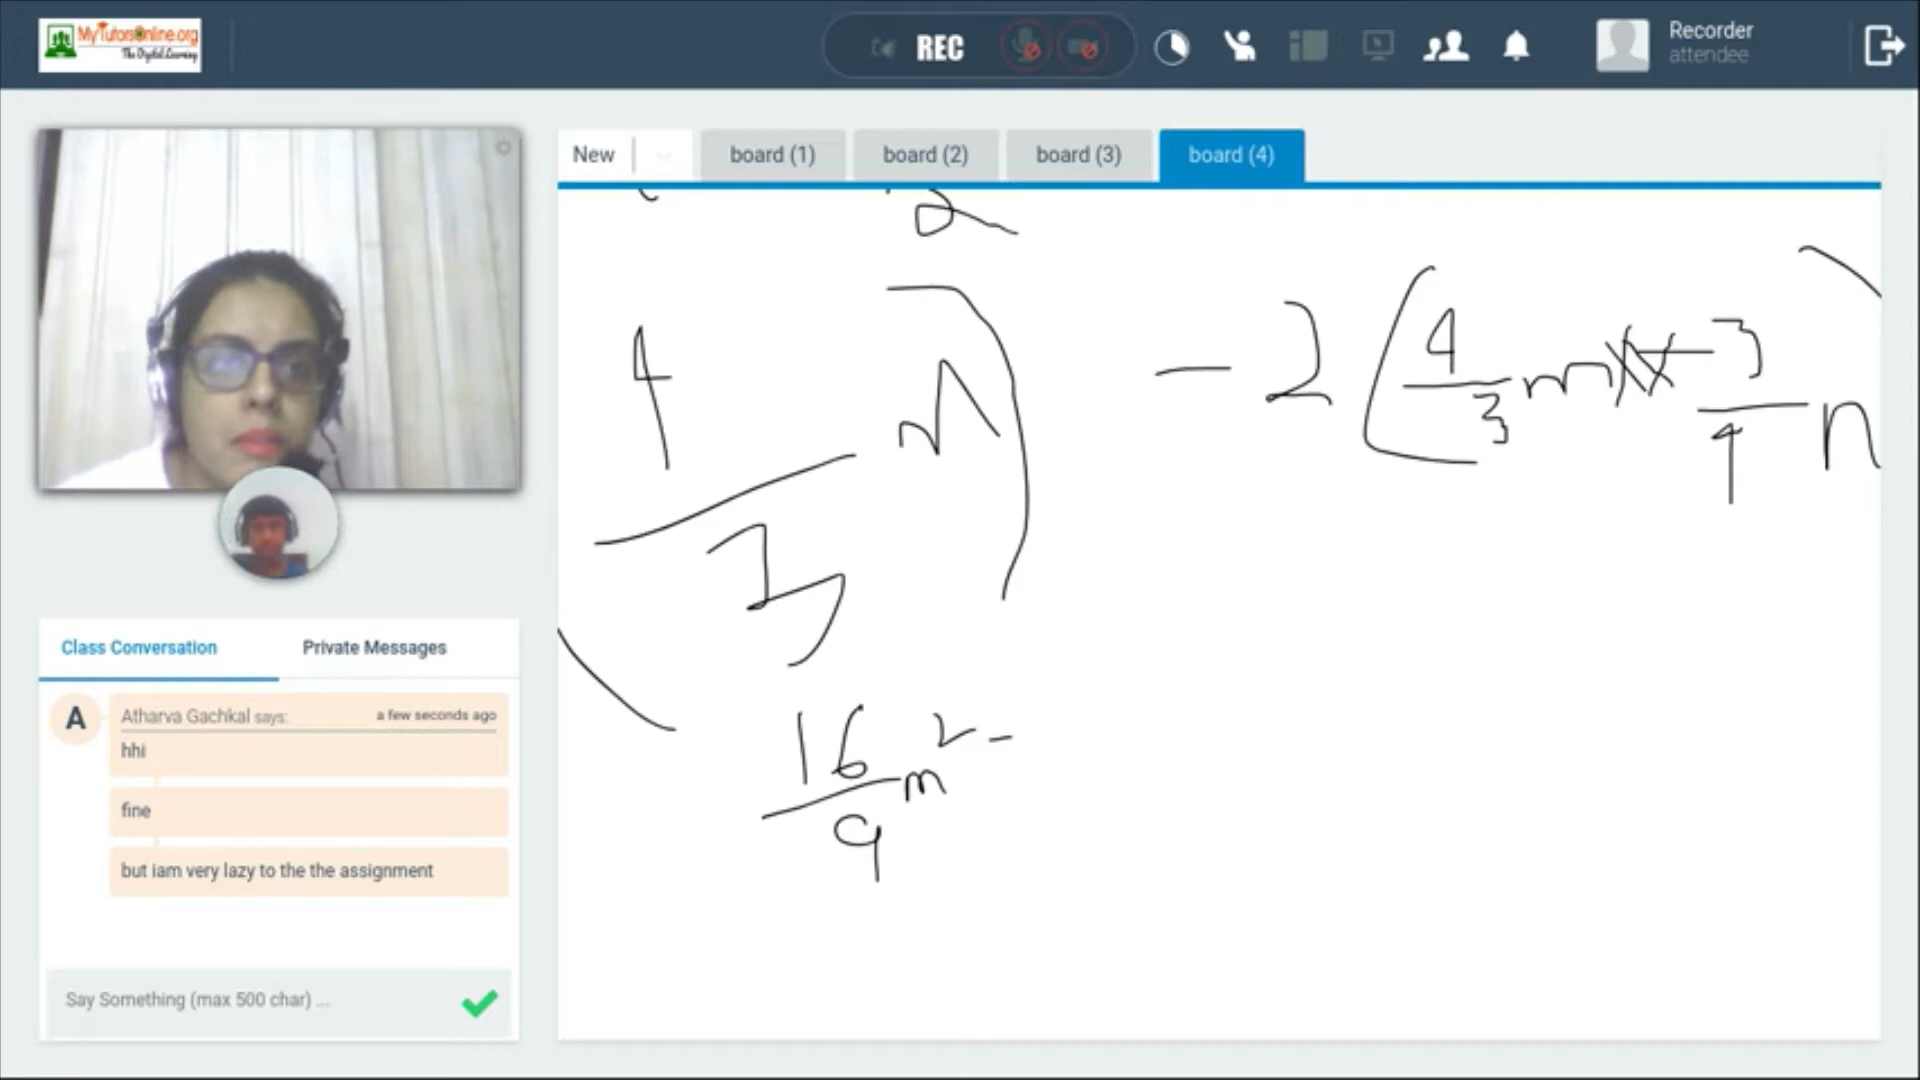 MyTutorsOnline.org
The Digital Learning
REC
Recorder
attendee
New
board (1)
board (2)
board (3)
board (4)
2
4
3
m
- 2 ( 4/3 m 3/4 n
16/9 m² -
Class Conversation
Private Messages
A
Atharva Gachkal says:
a few seconds ago
hhi
fine
but iam very lazy to the the assignment
Say Something (max 500 char) ...